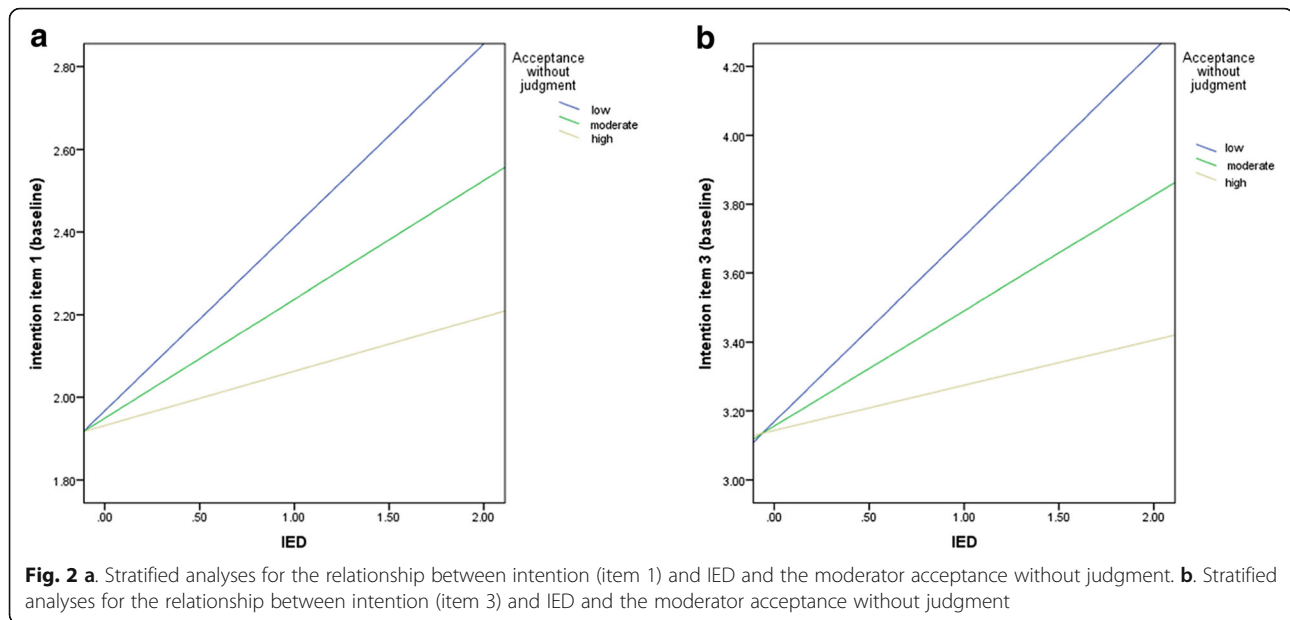 a
2.80
2.60
2.40
2.20
2.00
1.80
intention item 1 (baseline)
.00 .50 1.00 1.50 2.00
IED
Acceptance
without
judgment
low
moderate
high
b
4.20
4.00
3.80
3.60
3.40
3.20
3.00
Intention item 3 (baseline)
.00 .50 1.00 1.50 2.00
IED
Acceptance
without
judgment
low
moderate
high
Fig. 2 a. Stratified analyses for the relationship between intention (item 1) and IED and the moderator acceptance without judgment. b. Stratified
analyses for the relationship between intention (item 3) and IED and the moderator acceptance without judgment